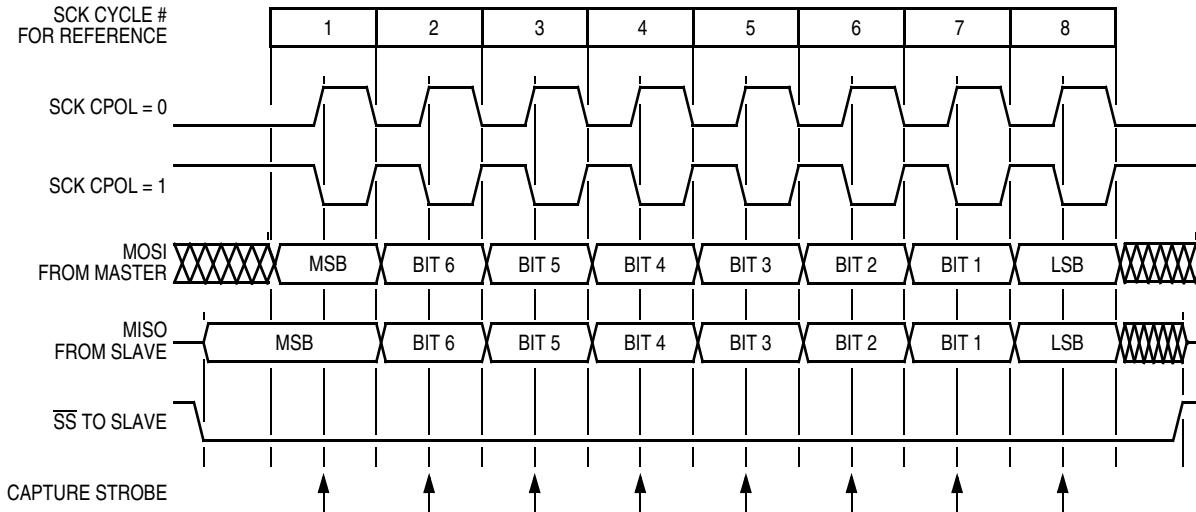 SCK CYCLE #
FOR REFERENCE
1 2 3 4 5 6 7 8
SCK CPOL = 0
SCK CPOL = 1
MOSI
FROM MASTER
MSB BIT 6 BIT 5 BIT 4 BIT 3 BIT 2 BIT 1 LSB
MISO
FROM SLAVE
MSB BIT 6 BIT 5 BIT 4 BIT 3 BIT 2 BIT 1 LSB
S̅S̅ TO SLAVE
CAPTURE STROBE